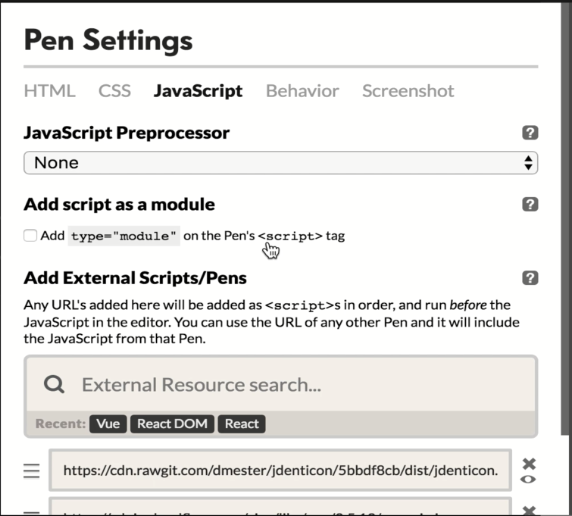 Pen Settings
HTML CSS JavaScript Behavior Screenshot
JavaScript Preprocessor ?
None
Add script as a module ?
Add type="module" on the Pen's <script> tag
Add External Scripts/Pens ?
Any URL's added here will be added as <script>s in order, and run before the
JavaScript in the editor. You can use the URL of any other Pen and it will include
the JavaScript from that Pen.
External Resource search...
Recent: Vue React DOM React
https://cdn.rawgit.com/dmester/jdenticon/5bbdf8cb/dist/jdenticon.